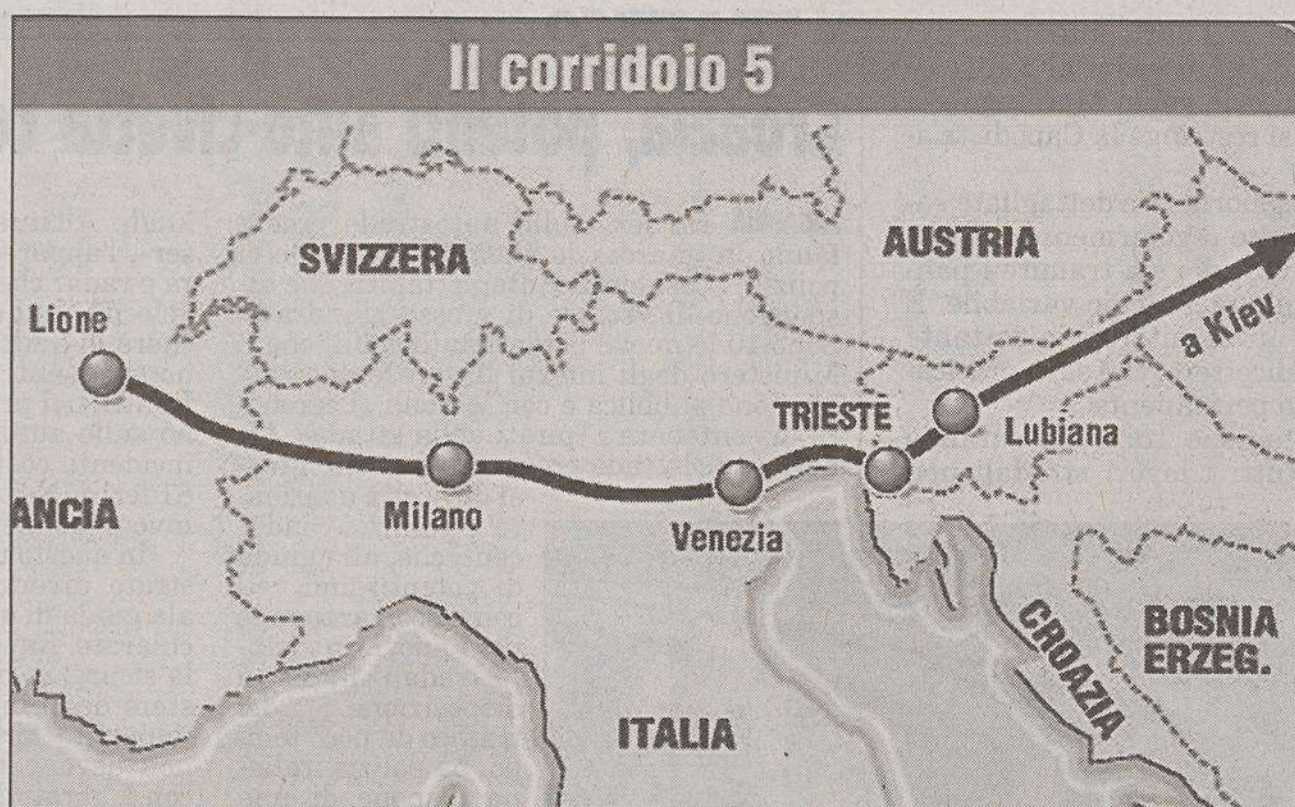 Il corridoio 5
SVIZZERA
AUSTRIA
Lione
a Kiev
TRIESTE
Lubiana
ANCIA
Milano
Venezia
CROAZIA
BOSNIA
ERZEG.
ITALIA